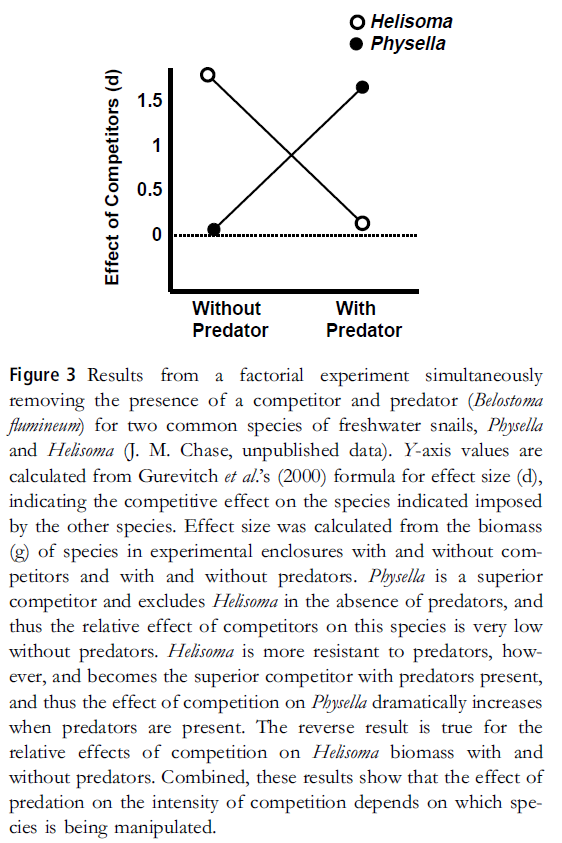 Helisoma
Physella
Effect of Competitors (d)
1.5
1
0.5
0
Without Predator
With Predator
Figure 3 Results from a factorial experiment simultaneously
removing the presence of a competitor and predator (Belostoma
flumineum) for two common species of freshwater snails, Physella
and Helisoma (J. M. Chase, unpublished data). Y-axis values are
calculated from Gurevitch et al.'s (2000) formula for effect size (d),
indicating the competitive effect on the species indicated imposed
by the other species. Effect size was calculated from the biomass
(g) of species in experimental enclosures with and without com-
petitors and with and without predators. Physella is a superior
competitor and excludes Helisoma in the absence of predators, and
thus the relative effect of competitors on this species is very low
without predators. Helisoma is more resistant to predators, how-
ever, and becomes the superior competitor with predators present,
and thus the effect of competition on Physella dramatically increases
when predators are present. The reverse result is true for the
relative effects of competition on Helisoma biomass with and
without predators. Combined, these results show that the effect of
predation on the intensity of competition depends on which spe-
cies is being manipulated.